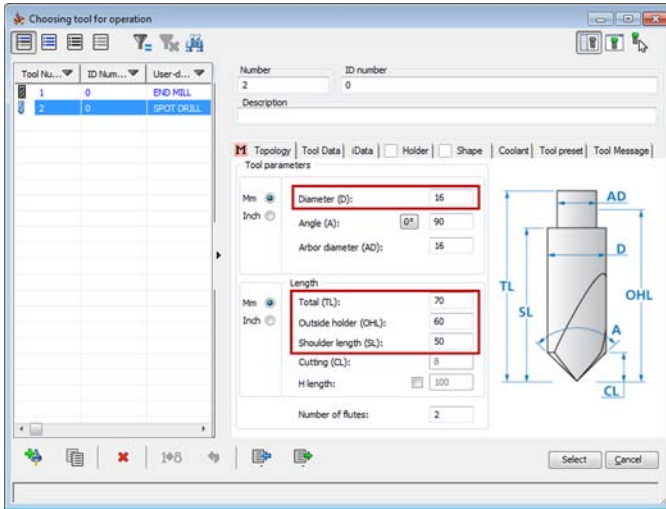 Choosing tool for operation
Tool Nu... ID Num... User-d...
1 0 END MILL
2 0 SPOT DRILL
Number ID number
2 0
Description
M Topology Tool Data iData Holder Shape Coolant Tool preset Tool Message
Tool parameters
Mm Diameter (D): 16
Inch Angle (A): 0° 90
Arbor diameter (AD): 16
Length
Mm Total (TL): 70
Inch Outside holder (OHL): 60
Shoulder length (SL): 50
Cutting (CL): 8
H length: 100
Number of flutes: 2
AD
D
TL
SL
OHL
A
CL
Select Cancel